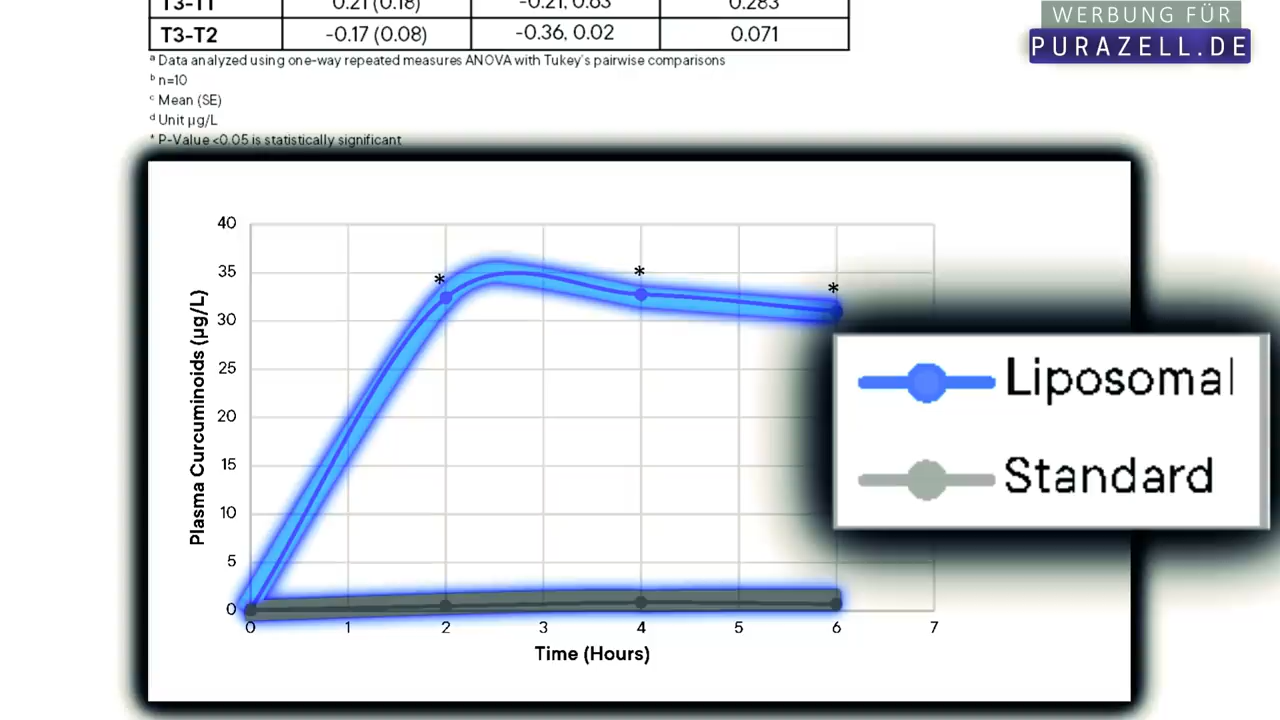 T3-T1 0.21 (0.18) -0.21, 0.63 0.283
T3-T2 -0.17 (0.08) -0.36, 0.02 0.071
WERBUNG FÜR
PURAZELL.DE
ᵃ Data analyzed using one-way repeated measures ANOVA with Tukey's pairwise comparisons
ᵇ n=10
ᶜ Mean (SE)
ᵈ Unit µg/L
* P-Value <0.05 is statistically significant
40
35
30
25
20
15
10
5
0
Plasma Curcuminoids (µg/L)
* * *
0 1 2 3 4 5 6 7
Time (Hours)
Liposomal
Standard